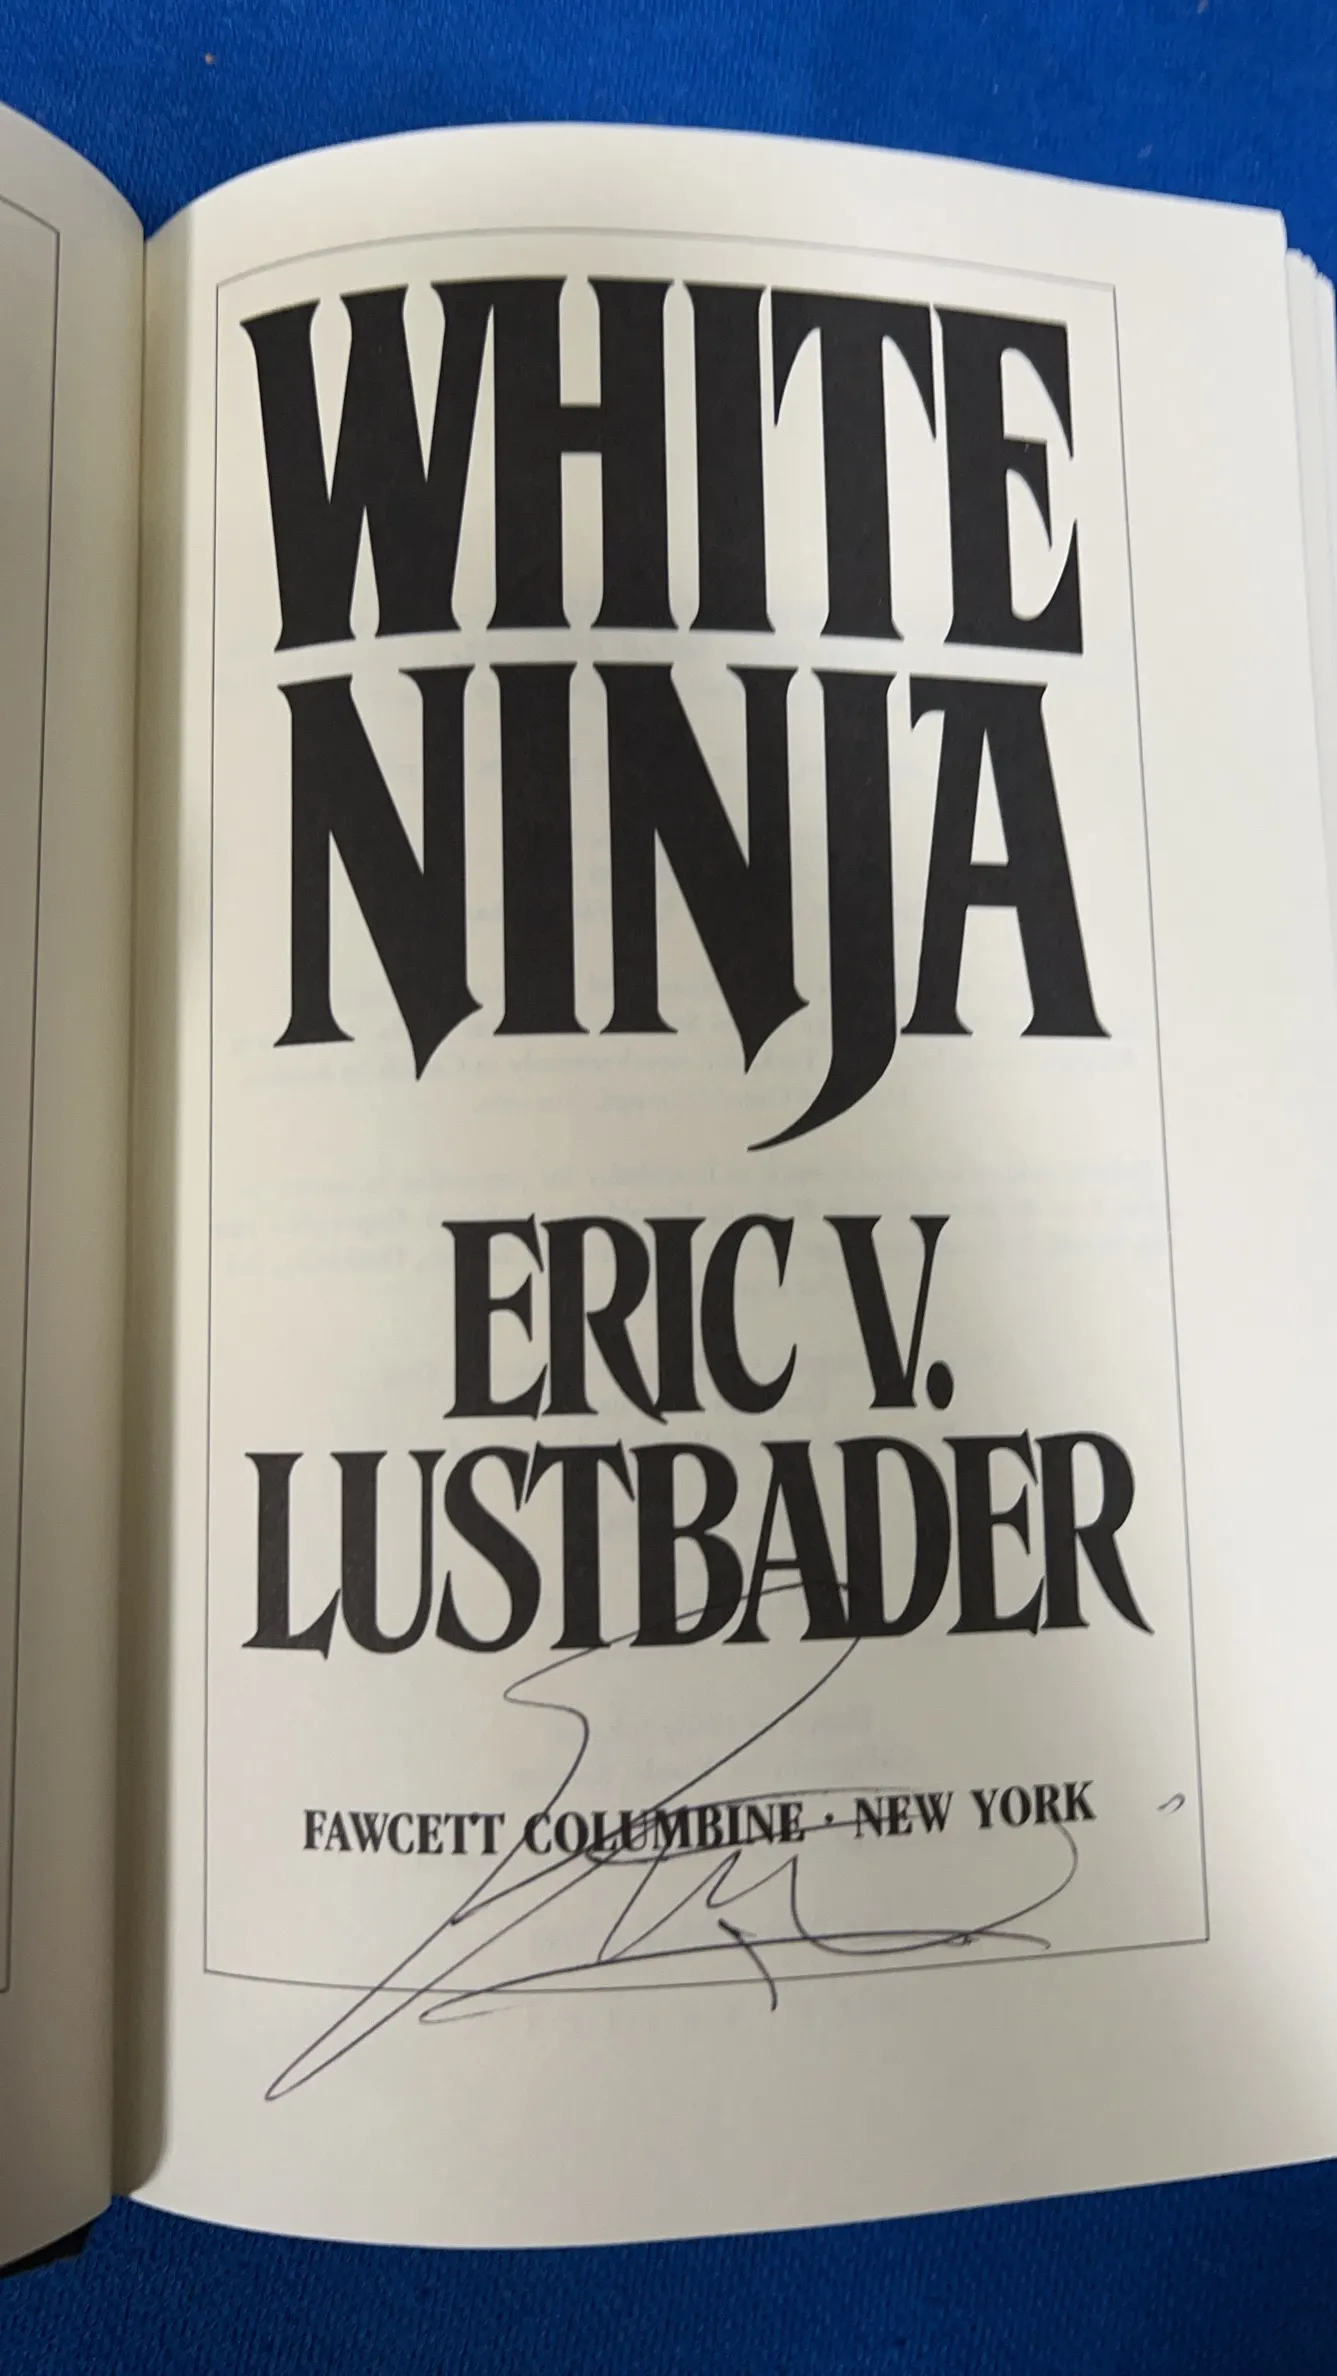 WHITE
NINJA
ERIC V.
LUSTBADER
FAWCETT COLUMBINE · NEW YORK